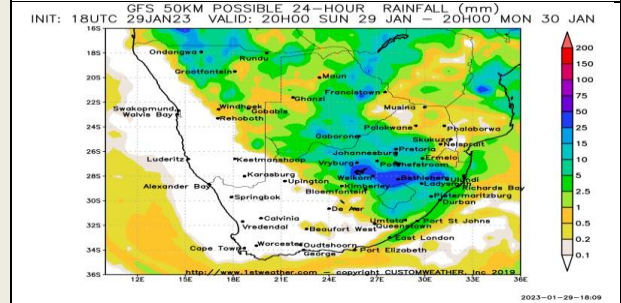 GFS 50KM POSSIBLE 24-HOUR RAINFALL (mm)
INIT: 18UTC 29JAN23 VALID: 20H00 SUN 29 JAN – 20H00 MON 30 JAN
16S
18S
20S
22S
24S
26S
28S
30S
32S
34S
36S
Ondangwa
Rundu
Grootfontein
Maun
Ghanzi
Francistown
Musina
Swakopmund
Windhoek
Gobabis
Walvis Bay
Rehoboth
Palakwane
Phalaborwa
Gaborone
Skukuza
Nelspruit
Johannesburg
Pretoria
Ermelo
Luderitz
Keetmanshoop
Vryburg
Potchefstroom
Karasburg
Upington
Welkom
Bethlehem
Ulundi
Alexander Bay
Kimberley
Ladysmith
Richards Bay
Springbok
Bloemfontein
Pietermaritzburg
Durban
De Aar
Calvinia
Umtata
Port St Johns
Vredendal
Beaufort West
Queenstown
East London
Cape Town
Worcester
Oudtshoorn
George
Port Elizabeth
http://www.1stweather.com – copyright CUSTOMWEATHER, Inc 2019
12E 15E 18E 21E 24E 27E 30E 33E 36E
200
150
100
75
50
25
15
10
5
2.5
1
0.5
0.2
0.1
2023-01-29-18:09